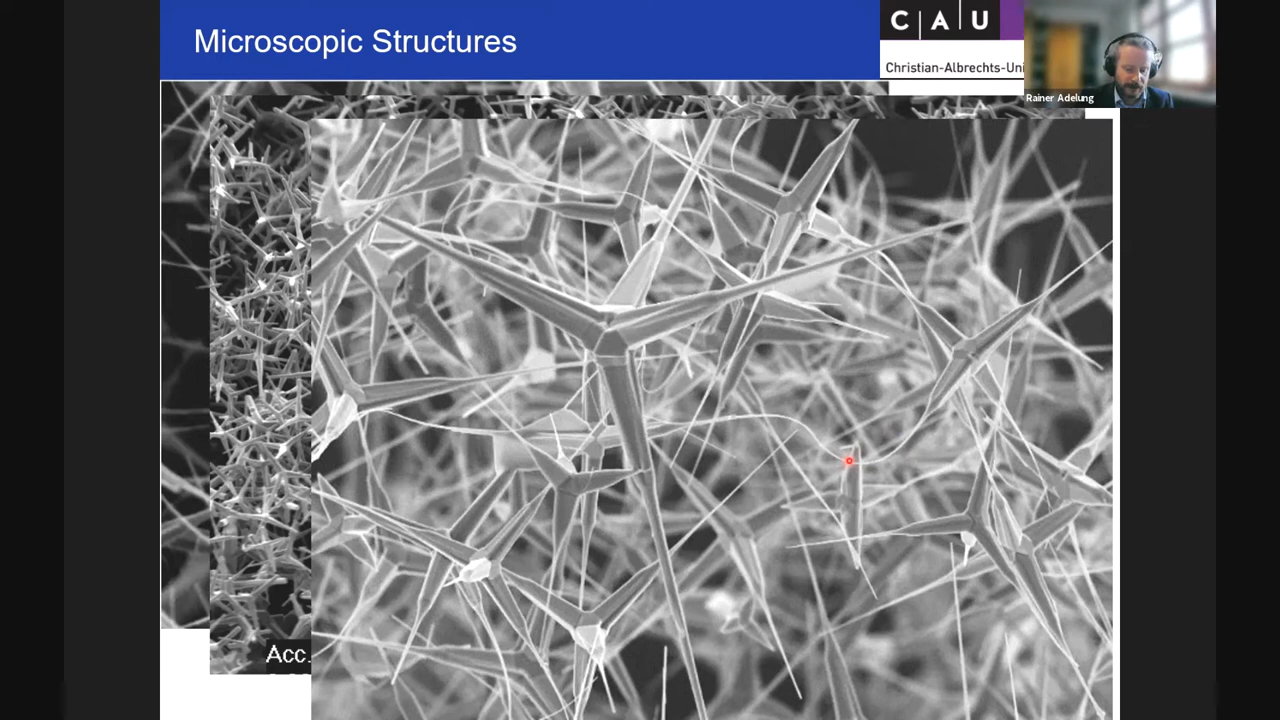 Microscopic Structures
C A U
Christian-Albrechts-Uni
Rainer Adelung
Acc.